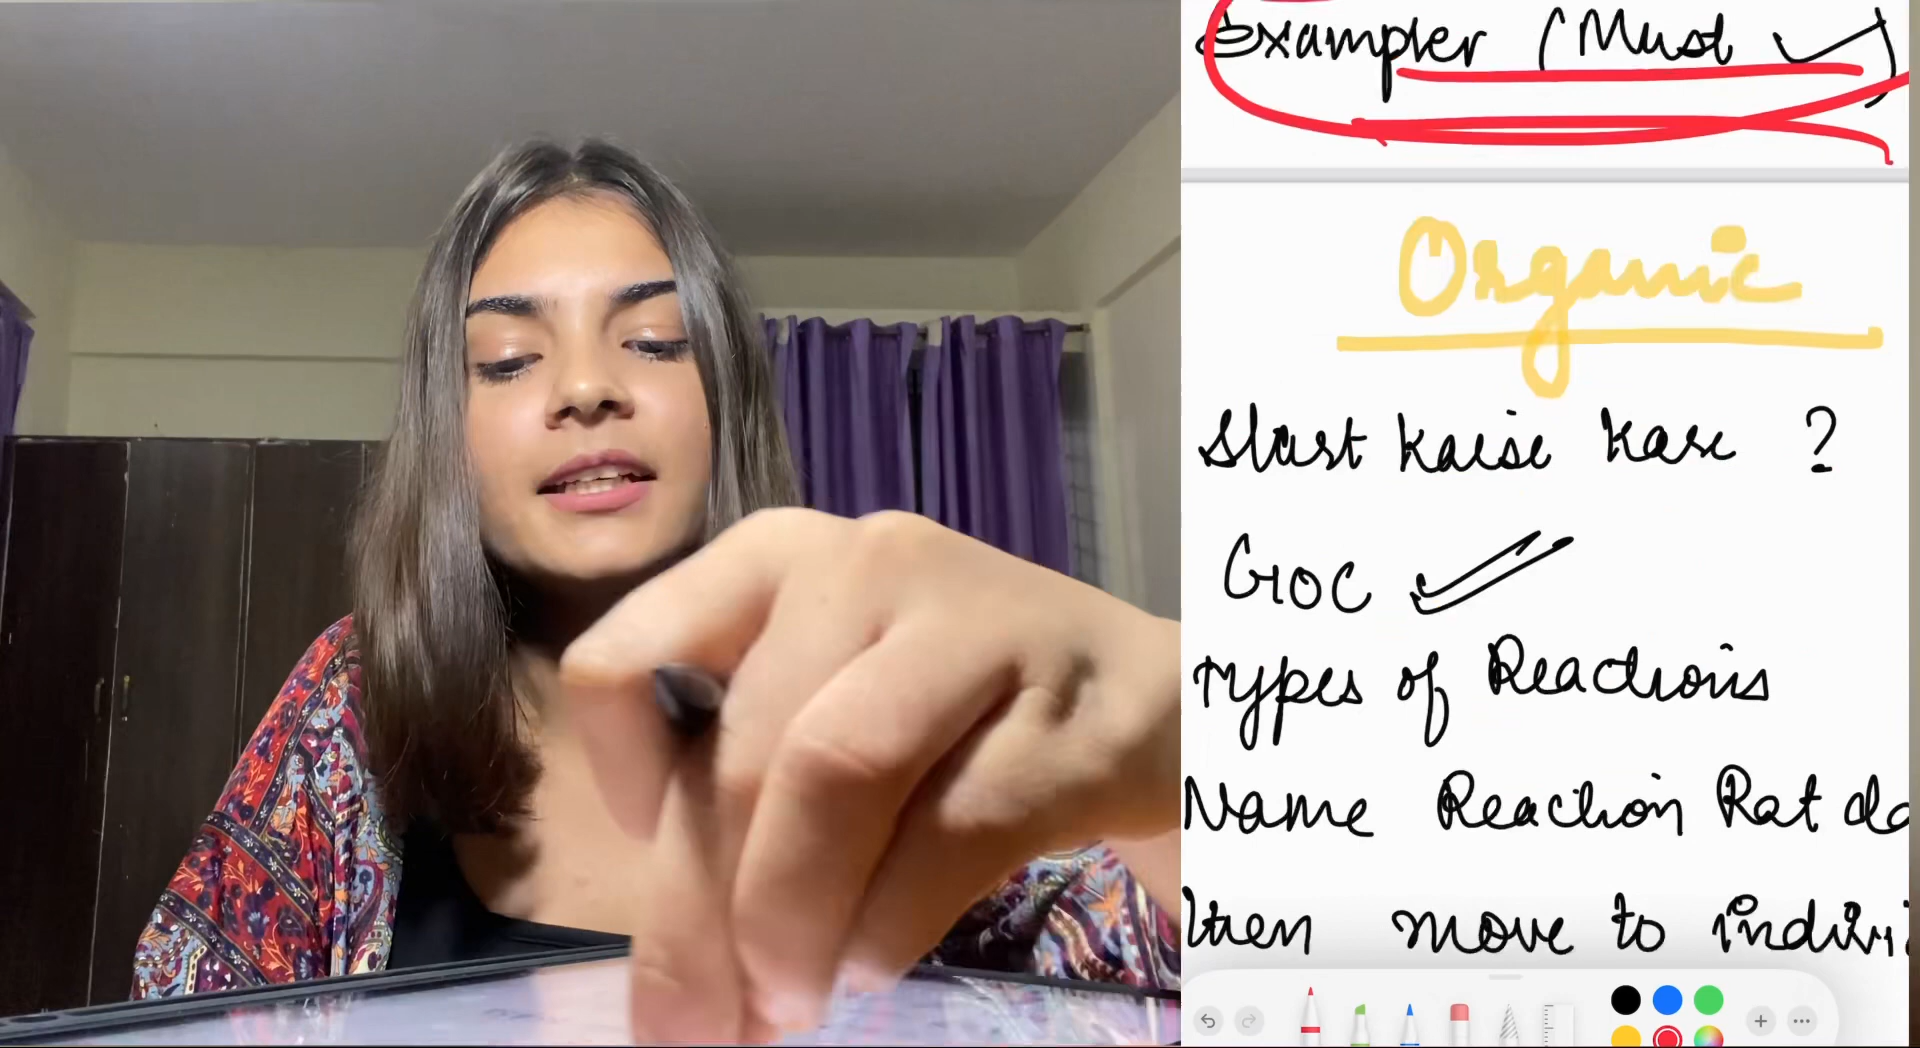 Exampler (Must ✓)
Organic
Start kaise kare ?
GOC ✓
Types of Reactions
Name Reaction Rat
then move to